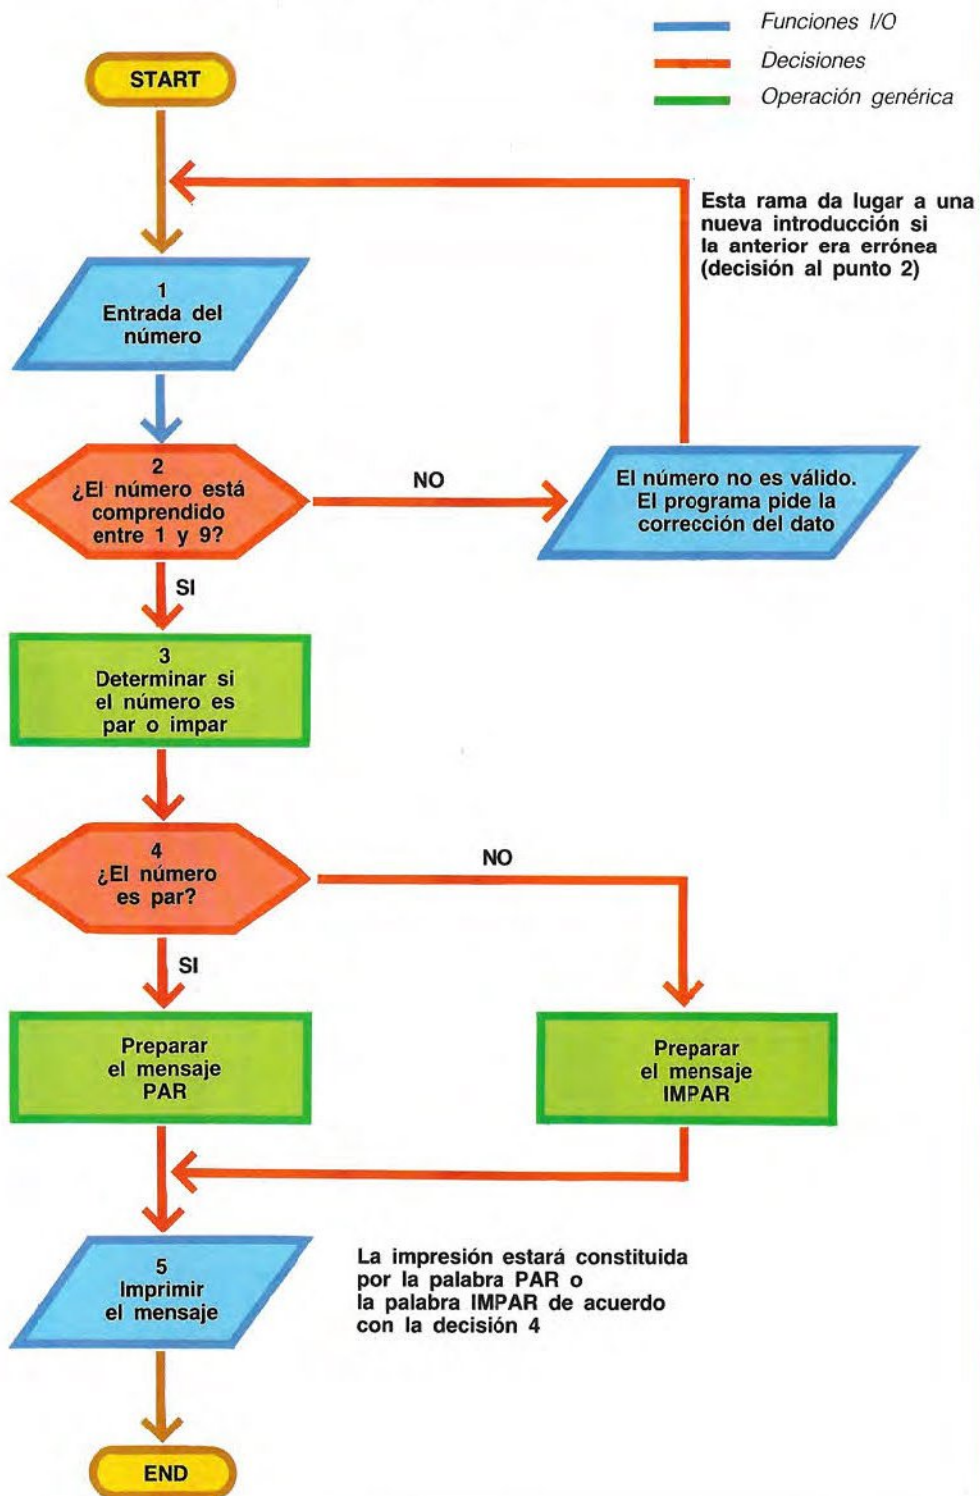 Funciones I/O
Decisiones
Operación genérica
START
Esta rama da lugar a una
nueva introducción si
la anterior era errónea
(decisión al punto 2)
1
Entrada del
número
2
¿El número está
comprendido
entre 1 y 9?
NO
El número no es válido.
El programa pide la
corrección del dato
SI
3
Determinar si
el número es
par o impar
4
¿El número
es par?
NO
SI
Preparar
el mensaje
PAR
Preparar
el mensaje
IMPAR
5
Imprimir
el mensaje
La impresión estará constituida
por la palabra PAR o
la palabra IMPAR de acuerdo
con la decisión 4
END